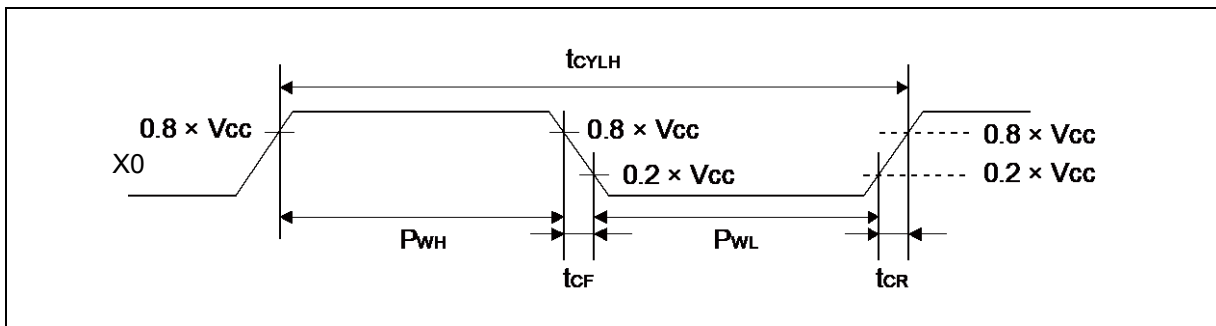 tCYLH
0.8 × Vcc
0.8 × Vcc
0.8 × Vcc
X0
0.2 × Vcc
0.2 × Vcc
PWH
PWL
tCF
tCR